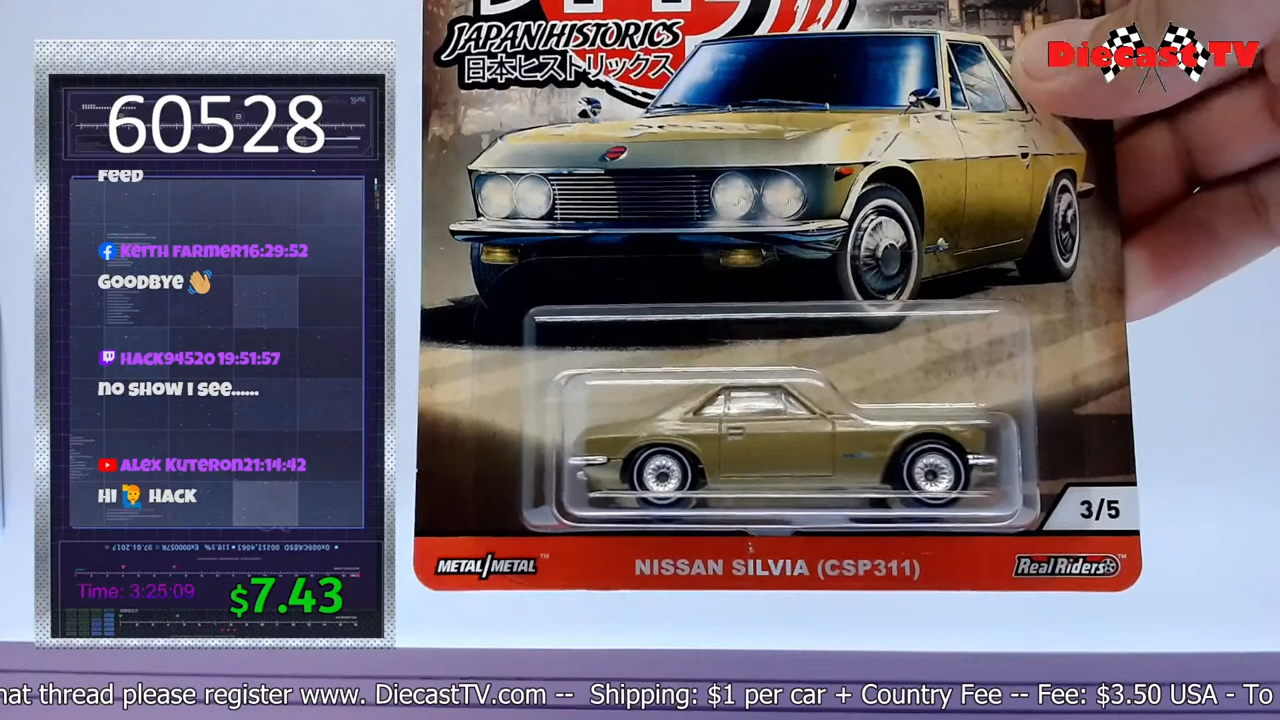 Diecast TV
JAPAN HISTORICS
日本ヒストリックス
60528
FEED
Keith Farmer16:29:52
GOODBYE 👋🏼
HACK94520 19:51:57
no show I see......
Alex Kuteron21:14:42
HI 🙋‍♂️ HACK
Time: 3:25:09
$7.43
3/5
METAL/METAL™
NISSAN SILVIA (CSP311)
Real Riders™
hat thread please register www. DiecastTV.com -- Shipping: $1 per car + Country Fee -- Fee: $3.50 USA - To